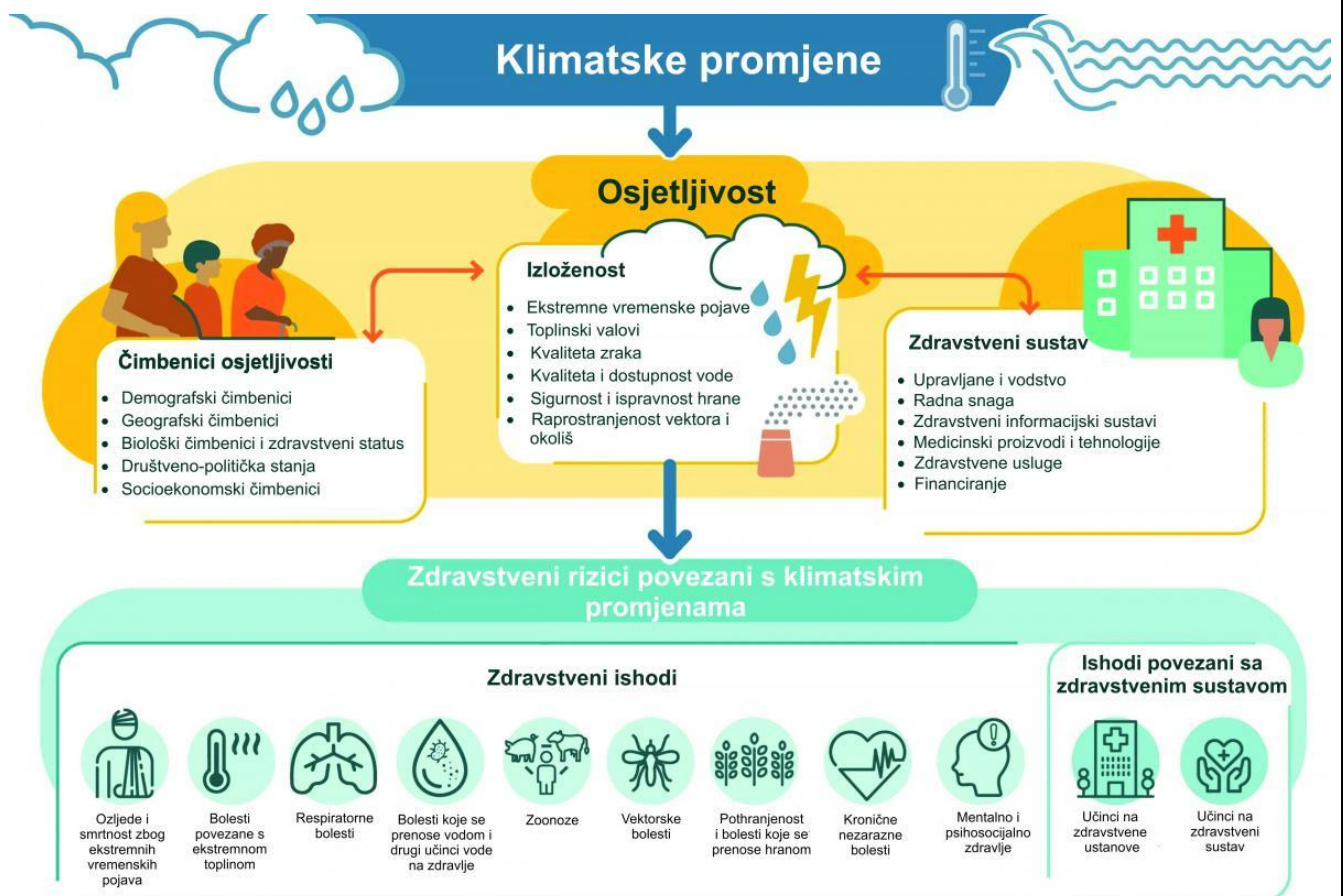 Klimatske promjene
Osjetljivost
Čimbenici osjetljivosti
• Demografski čimbenici
• Geografski čimbenici
• Biološki čimbenici i zdravstveni status
• Društveno-politička stanja
• Socioekonomski čimbenici
Izloženost
• Ekstremne vremenske pojave
• Toplinski valovi
• Kvaliteta zraka
• Kvaliteta i dostupnost vode
• Sigurnost i ispravnost hrane
• Raprostranjenost vektora i
okoliš
Zdravstveni sustav
• Upravljane i vodstvo
• Radna snaga
• Zdravstveni informacijski sustavi
• Medicinski proizvodi i tehnologije
• Zdravstvene usluge
• Financiranje
Zdravstveni rizici povezani s klimatskim
promjenama
Zdravstveni ishodi
Ozljede i
smrtnost zbog
ekstremnih
vremenskih
pojava
Bolesti
povezane s
ekstremnom
toplinom
Respiratorne
bolesti
Bolesti koje se
prenose vodom i
drugi učinci vode
na zdravlje
Zoonoze
Vektorske
bolesti
Pothranjenost
i bolesti koje se
prenose hranom
Kronične
nezarazne
bolesti
Mentalno i
psihosocijalno
zdravlje
Ishodi povezani sa
zdravstvenim sustavom
Učinci na
zdravstvene
ustanove
Učinci na
zdravstveni
sustav